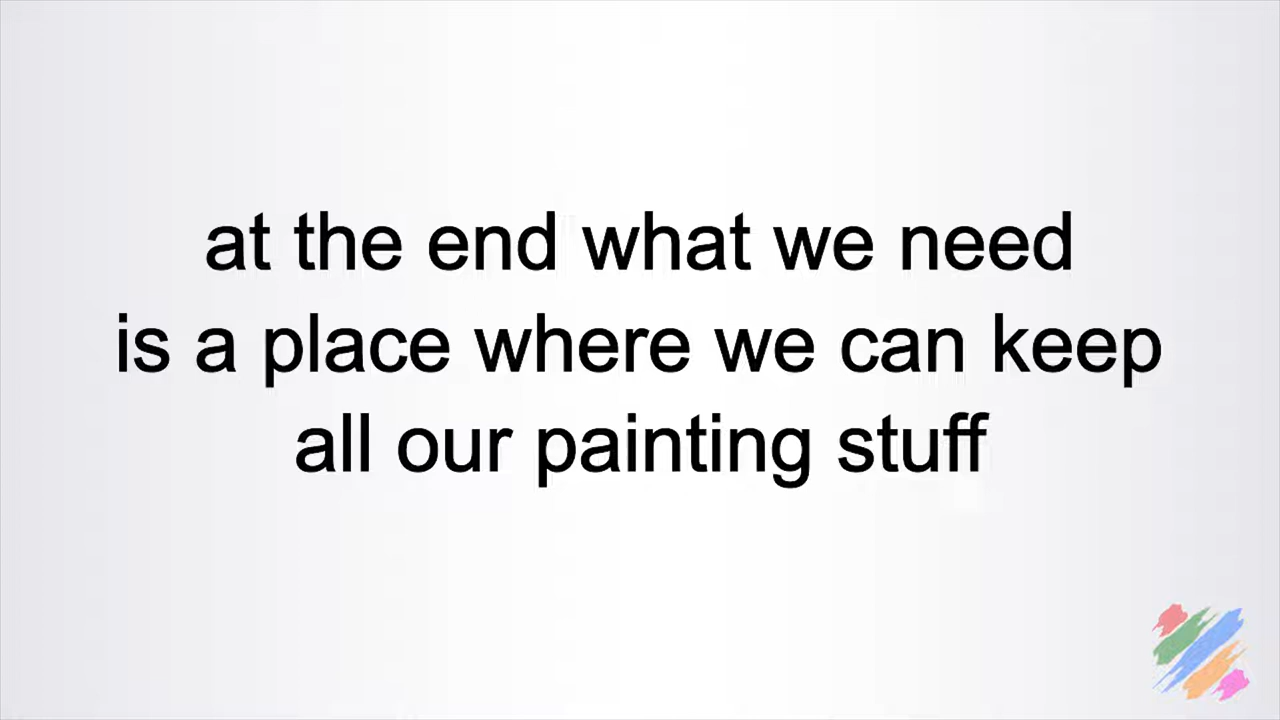 at the end what we need
is a place where we can keep
all our painting stuff